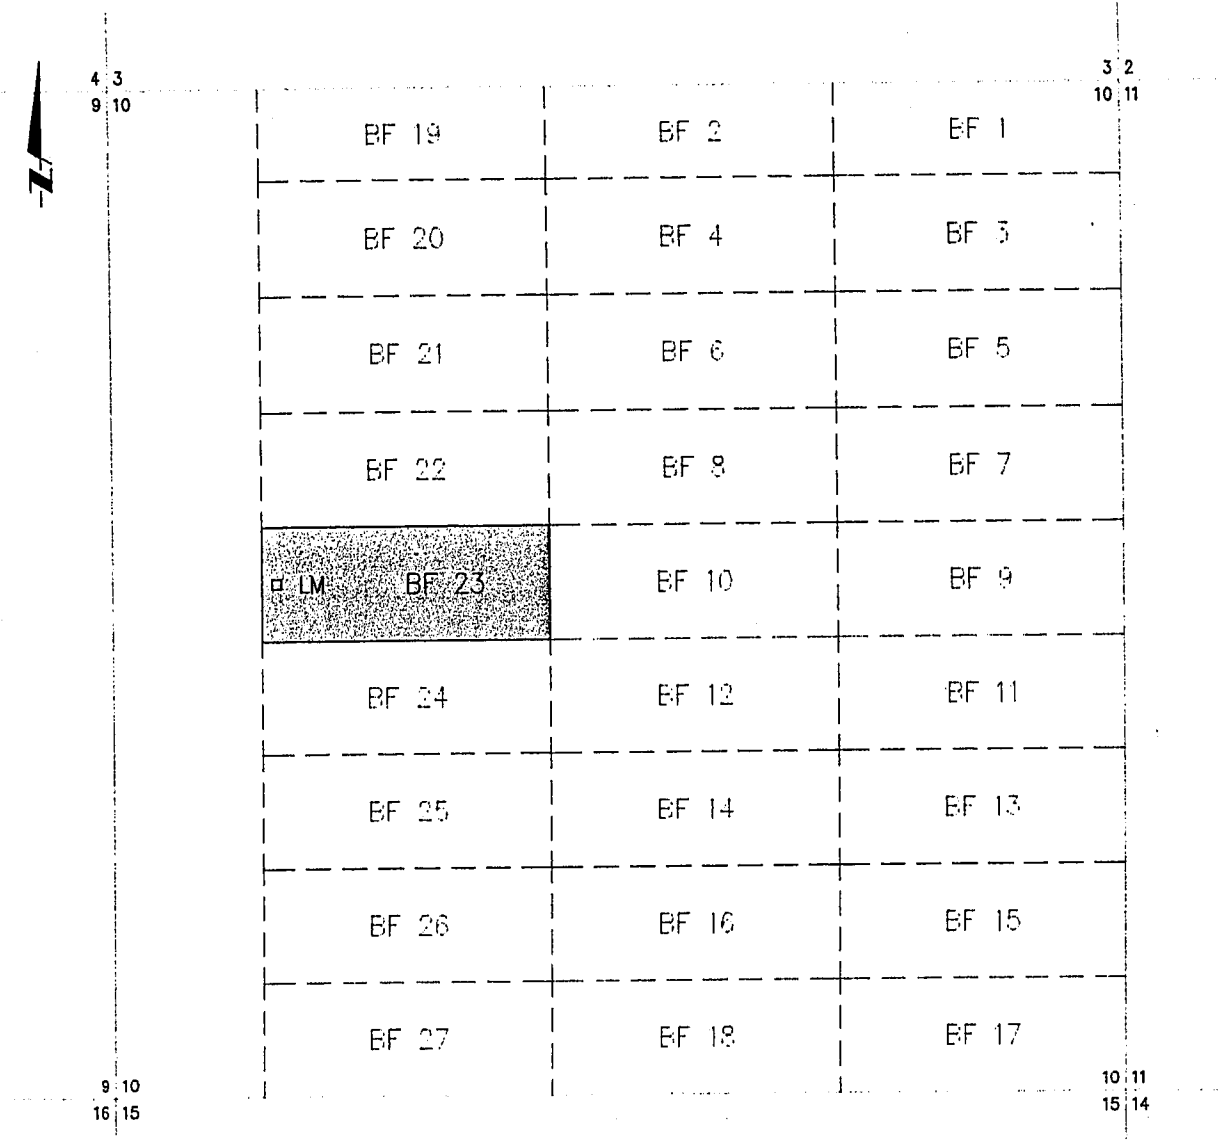 4 3
3 2
9 10
10 11
BF 19 BF 2 BF 1
BF 20 BF 4 BF 3
BF 21 BF 6 BF 5
BF 22 BF 8 BF 7
LM BF 23 BF 10 BF 9
BF 24 BF 12 BF 11
BF 25 BF 14 BF 13
BF 26 BF 16 BF 15
BF 27 BF 18 BF 17
9 10
10 11
16 15
15 14
N